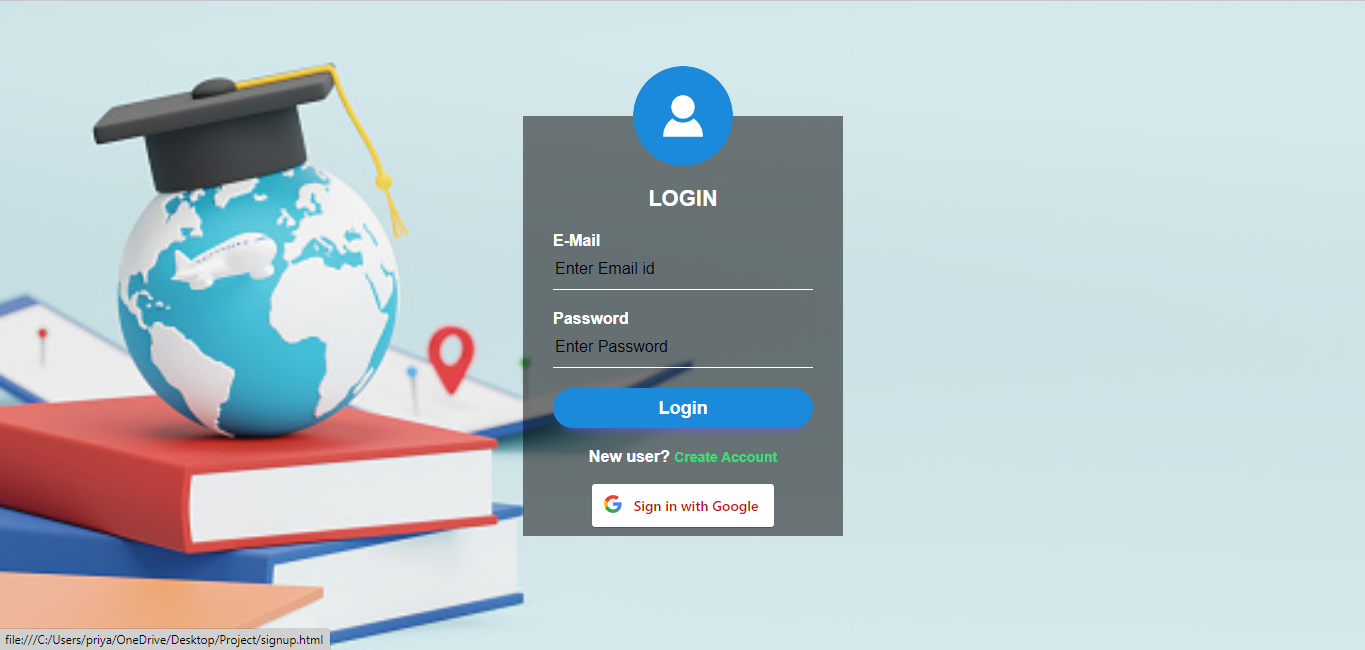 LOGIN
E-Mail
Enter Email id
Password
Enter Password
Login
New user? Create Account
Sign in with Google
file:///C:/Users/priya/OneDrive/Desktop/Project/signup.html